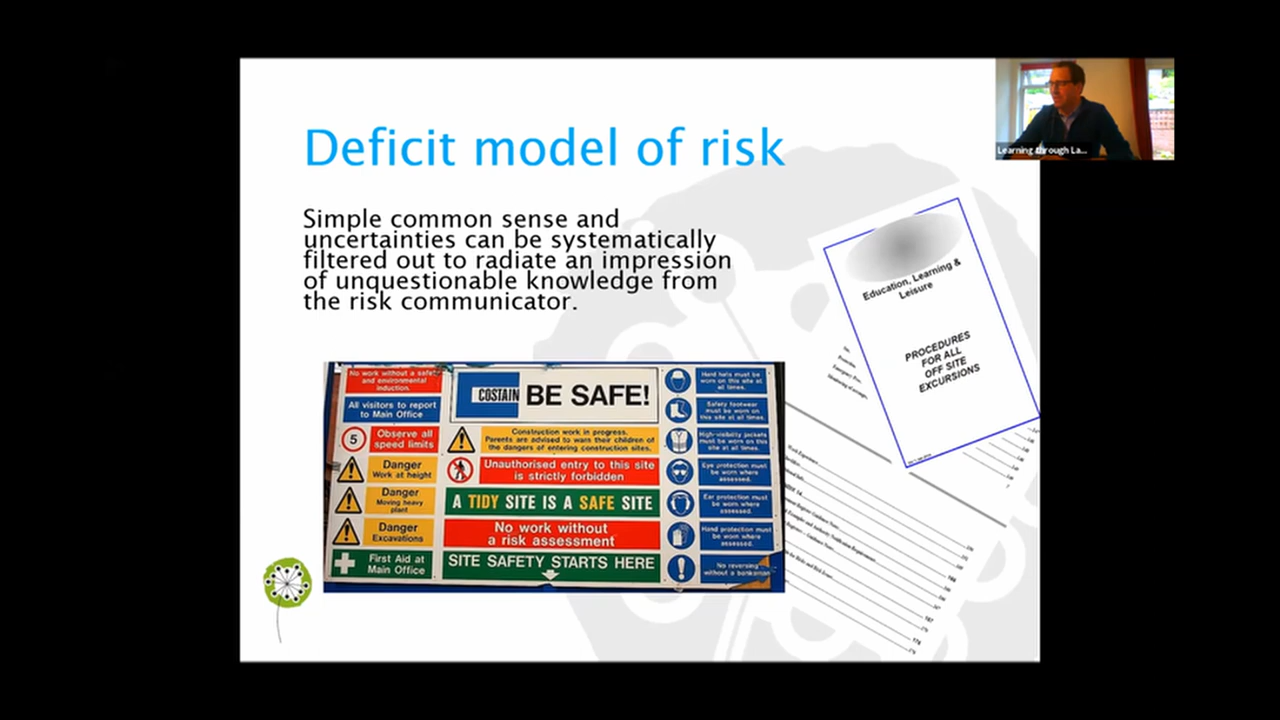 Deficit model of risk
Simple common sense and
uncertainties can be systematically
filtered out to radiate an impression
of unquestionable knowledge from
the risk communicator.
Learning through La...
Education, Learning &
Leisure
PROCEDURES
FOR ALL
OFF SITE
EXCURSIONS
No work without a safety
and environmental
induction.
All visitors to report
to Main Office
5
Observe all
speed limits
Danger
Work at height
Danger
Moving heavy
plant
Danger
Excavations
First Aid at
Main Office
COSTAIN BE SAFE!
Construction work in progress.
Parents are advised to warn their children of
the dangers of entering construction sites.
Unauthorised entry to this site
is strictly forbidden
A TIDY SITE IS A SAFE SITE
No work without
a risk assessment
SITE SAFETY STARTS HERE
Hard hats must be
worn on this site at
all times.
Safety footwear
must be worn on
this site at all times.
High-visibility jackets
must be worn on this
site at all times.
Eye protection must
be worn where
assessed.
Ear protection must
be worn where
assessed.
Hand protection must
be worn where
assessed.
No reversing
without a banksman